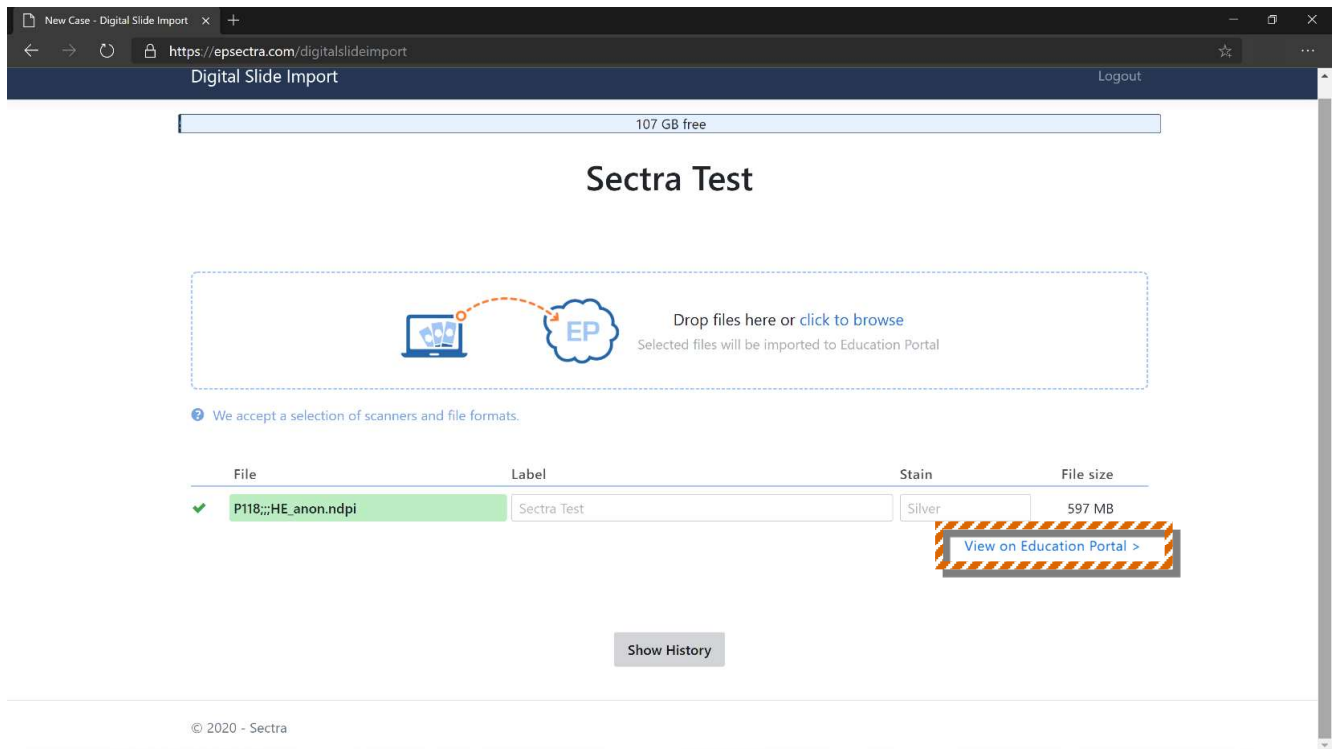 New Case - Digital Slide Import
https://epsectra.com/digitalslideimport
Digital Slide Import
Logout
107 GB free
Sectra Test
EP
Drop files here or click to browse
Selected files will be imported to Education Portal
We accept a selection of scanners and file formats.
File Label Stain File size
P118;;;HE_anon.ndpi Sectra Test Silver 597 MB
View on Education Portal >
Show History
© 2020 - Sectra